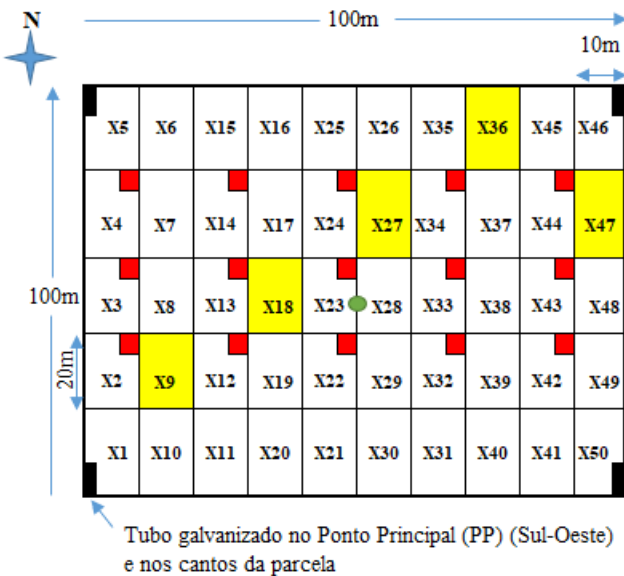 N
100m
10m
X5 X6 X15 X16 X25 X26 X35 X36 X45 X46
X4 X7 X14 X17 X24 X27 X34 X37 X44 X47
100m
X3 X8 X13 X18 X23 X28 X33 X38 X43 X48
20m
X2 X9 X12 X19 X22 X29 X32 X39 X42 X49
X1 X10 X11 X20 X21 X30 X31 X40 X41 X50
Tubo galvanizado no Ponto Principal (PP) (Sul-Oeste)
e nos cantos da parcela